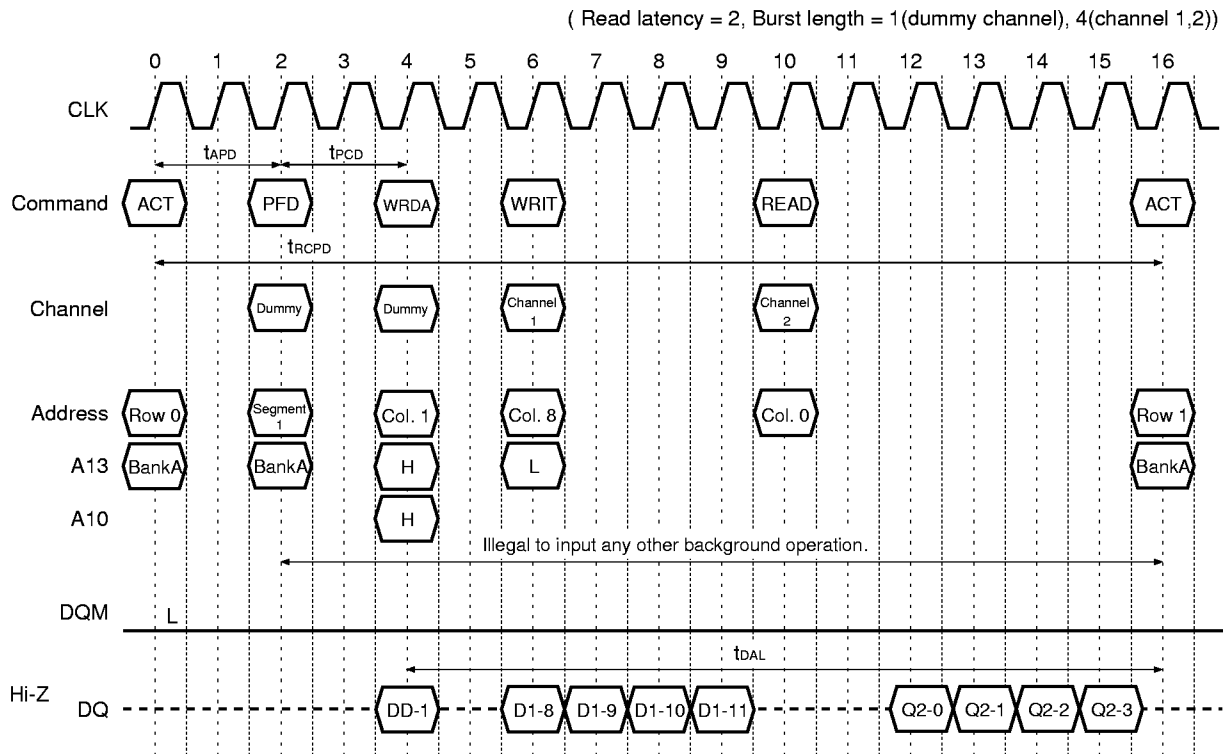 ( Read latency = 2, Burst length = 1(dummy channel), 4(channel 1,2))
0 1 2 3 4 5 6 7 8 9 10 11 12 13 14 15 16
CLK
tAPD tPCD
Command ACT PFD WRDA WRIT READ ACT
tRCPD
Channel Dummy Dummy Channel 1 Channel 2
Address Row 0 Segment 1 Col. 1 Col. 8 Col. 0 Row 1
A13 BankA BankA H L BankA
A10 H
Illegal to input any other background operation.
DQM L
tDAL
Hi-Z
DQ DD-1 D1-8 D1-9 D1-10 D1-11 Q2-0 Q2-1 Q2-2 Q2-3